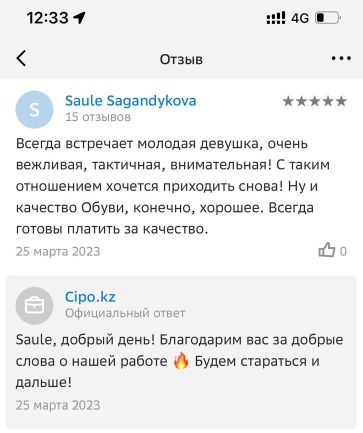 12:33 4G
Отзыв
S Saule Sagandykova
15 отзывов
Всегда встречает молодая девушка, очень
вежливая, тактичная, внимательная! С таким
отношением хочется приходить снова! Ну и
качество Обуви, конечно, хорошее. Всегда
готовы платить за качество.
25 марта 2023 0
Cipo.kz
Официальный ответ
Saule, добрый день! Благодарим вас за добрые
слова о нашей работе 🔥 Будем стараться и
дальше!
25 марта 2023